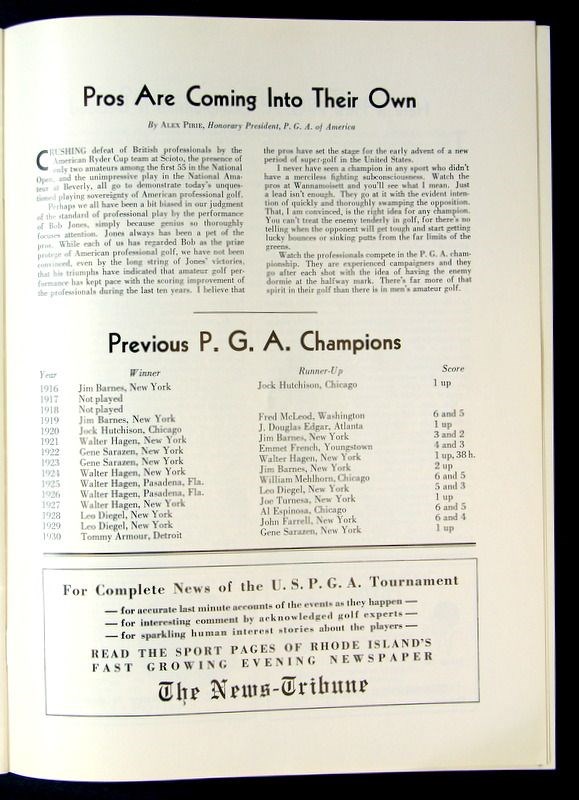 Pros Are Coming Into Their Own
By ALEX PIRIE, Honorary President, P. G. A. of America
CRUSHING defeat of British professionals by the
American Ryder Cup team at Scioto, the presence of
only two amateurs among the first 55 in the National
Open, and the unimpressive play in the National Ama-
teur at Beverly, all go to demonstrate today's unques-
tioned playing sovereignty of American professional golf.
Perhaps we all have been a bit biased in our judgment
of the standard of professional play by the performance
of Bob Jones, simply because genius so thoroughly
focuses attention. Jones always has been a pet of the
pros. While each of us has regarded Bob as the prize
protege of American professional golf, we have not been
convinced, even by the long string of Jones' victories,
that his triumphs have indicated that amateur golf per-
formance has kept pace with the scoring improvement of
the professionals during the last ten years. I believe that
the pros have set the stage for the early advent of a new
period of super-golf in the United States.
I never have seen a champion in any sport who didn't
have a merciless fighting subconsciousness. Watch the
pros at Wannamoisett and you'll see what I mean. Just
a lead isn't enough. They go at it with the evident inten-
tion of quickly and thoroughly swamping the opposition.
That, I am convinced, is the right idea for any champion.
You can't treat the enemy tenderly in golf, for there's no
telling when the opponent will get tough and start getting
lucky bounces or sinking putts from the far limits of the
greens.
Watch the professionals compete in the P. G. A. cham-
pionship. They are experienced campaigners and they
go after each shot with the idea of having the enemy
dormie at the halfway mark. There's far more of that
spirit in their golf than there is in men's amateur golf.
Previous P. G. A. Champions
Year Winner Runner-Up Score
1916 Jim Barnes, New York Jock Hutchison, Chicago 1 up
1917 Not played
1918 Not played
1919 Jim Barnes, New York Fred McLeod, Washington 6 and 5
1920 Jock Hutchison, Chicago J. Douglas Edgar, Atlanta 1 up
1921 Walter Hagen, New York Jim Barnes, New York 3 and 2
1922 Gene Sarazen, New York Emmet French, Youngstown 4 and 3
1923 Gene Sarazen, New York Walter Hagen, New York 1 up, 38 h.
1924 Walter Hagen, New York Jim Barnes, New York 2 up
1925 Walter Hagen, Pasadena, Fla. William Mehlhorn, Chicago 6 and 5
1926 Walter Hagen, Pasadena, Fla. Leo Diegel, New York 5 and 3
1927 Walter Hagen, New York Joe Turnesa, New York 1 up
1928 Leo Diegel, New York Al Espinosa, Chicago 6 and 5
1929 Leo Diegel, New York John Farrell, New York 6 and 4
1930 Tommy Armour, Detroit Gene Sarazen, New York 1 up
For Complete News of the U. S. P. G. A. Tournament
— for accurate last minute accounts of the events as they happen —
— for interesting comment by acknowledged golf experts —
— for sparkling human interest stories about the players —
READ THE SPORT PAGES OF RHODE ISLAND'S
FAST GROWING EVENING NEWSPAPER
The News-Tribune